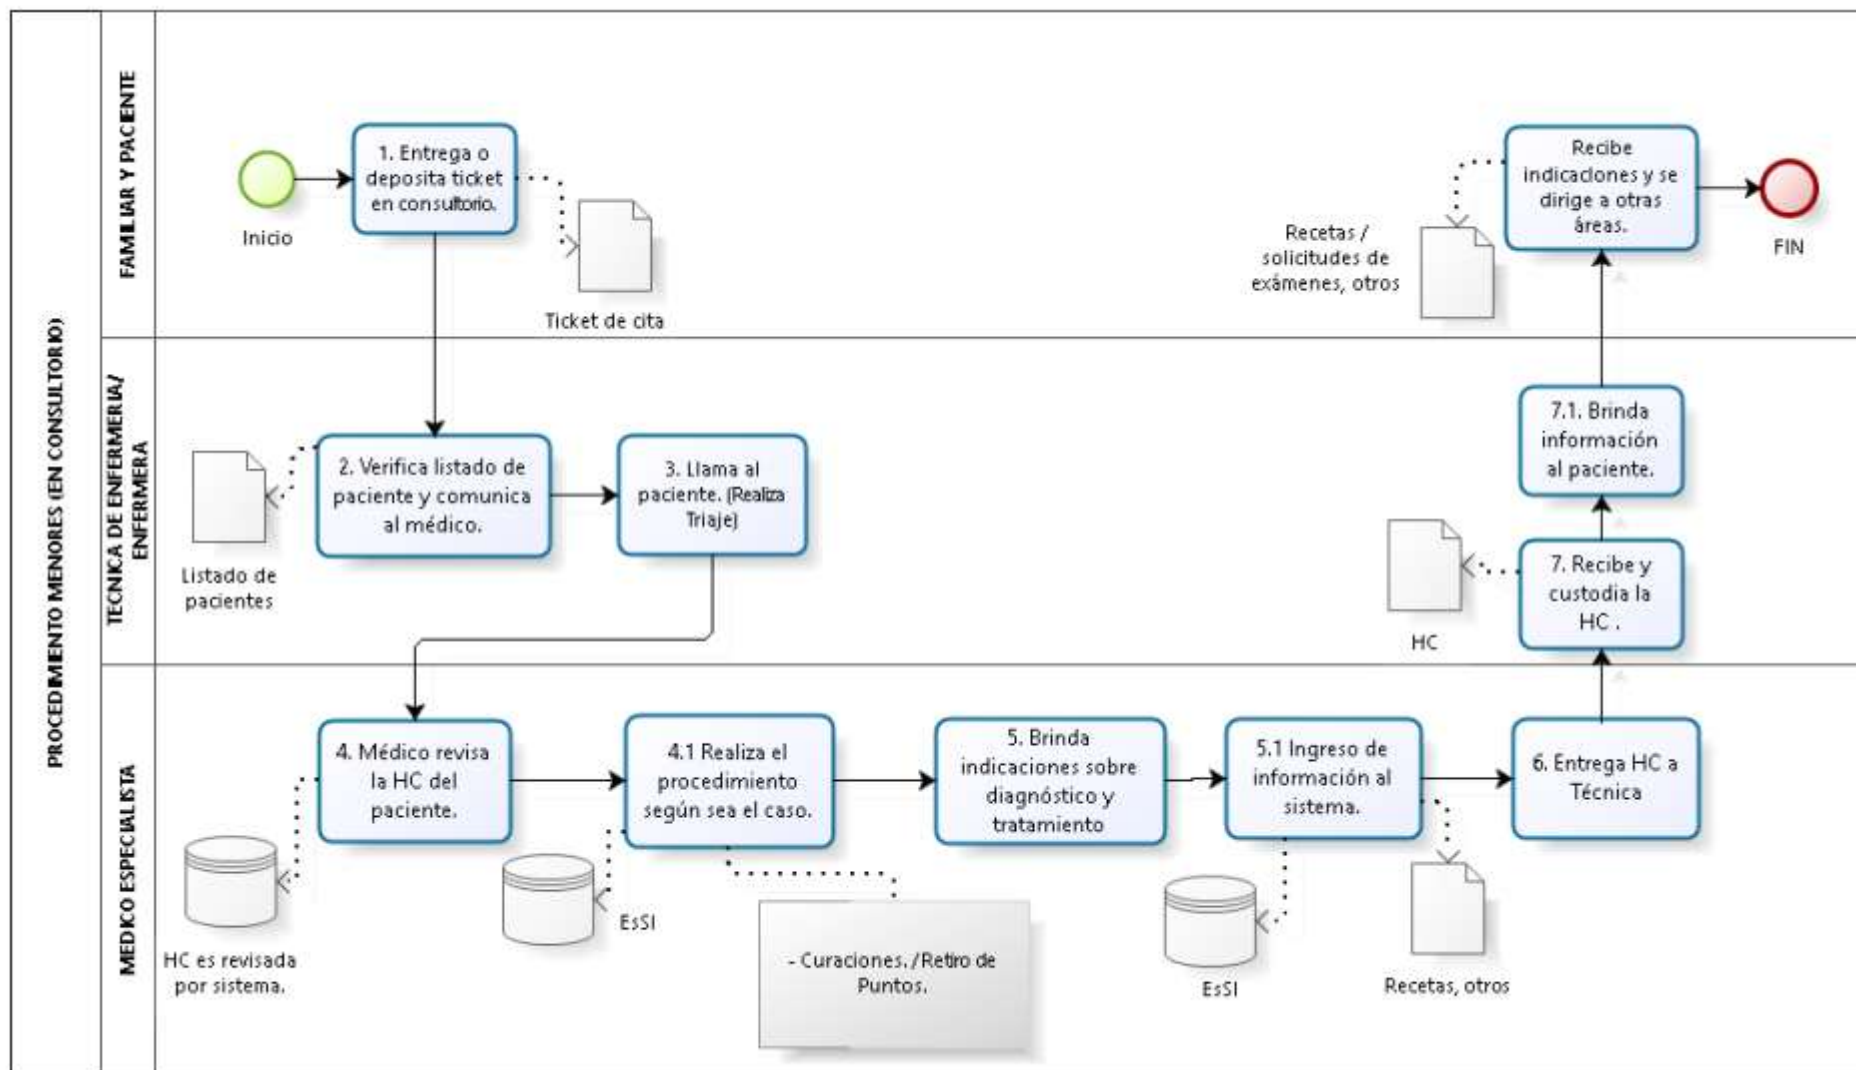 PROCEDIMIENTO MENORES (EN CONSULTORIO)
FAMILIAR Y PACIENTE
Inicio
1. Entrega o
deposita ticket
en consultorio.
Ticket de cita
Recetas /
solicitudes de
exámenes, otros
Recibe
indicaciones y se
dirige a otras
áreas.
FIN
TECNICA DE ENFERMERIA/
ENFERMERA
Listado de
pacientes
2. Verifica listado de
paciente y comunica
al médico.
3. Llama al
paciente. (Realiza
Triaje)
7.1. Brinda
información
al paciente.
HC
7. Recibe y
custodia la
HC .
MEDICO ESPECIALISTA
4. Médico revisa
la HC del
paciente.
HC es revisada
por sistema.
4.1 Realiza el
procedimiento
según sea el caso.
EsSI
- Curaciones. /Retiro de
Puntos.
5. Brinda
indicaciones sobre
diagnóstico y
tratamiento
5.1 Ingreso de
información al
sistema.
EsSI
Recetas, otros
6. Entrega HC a
Técnica